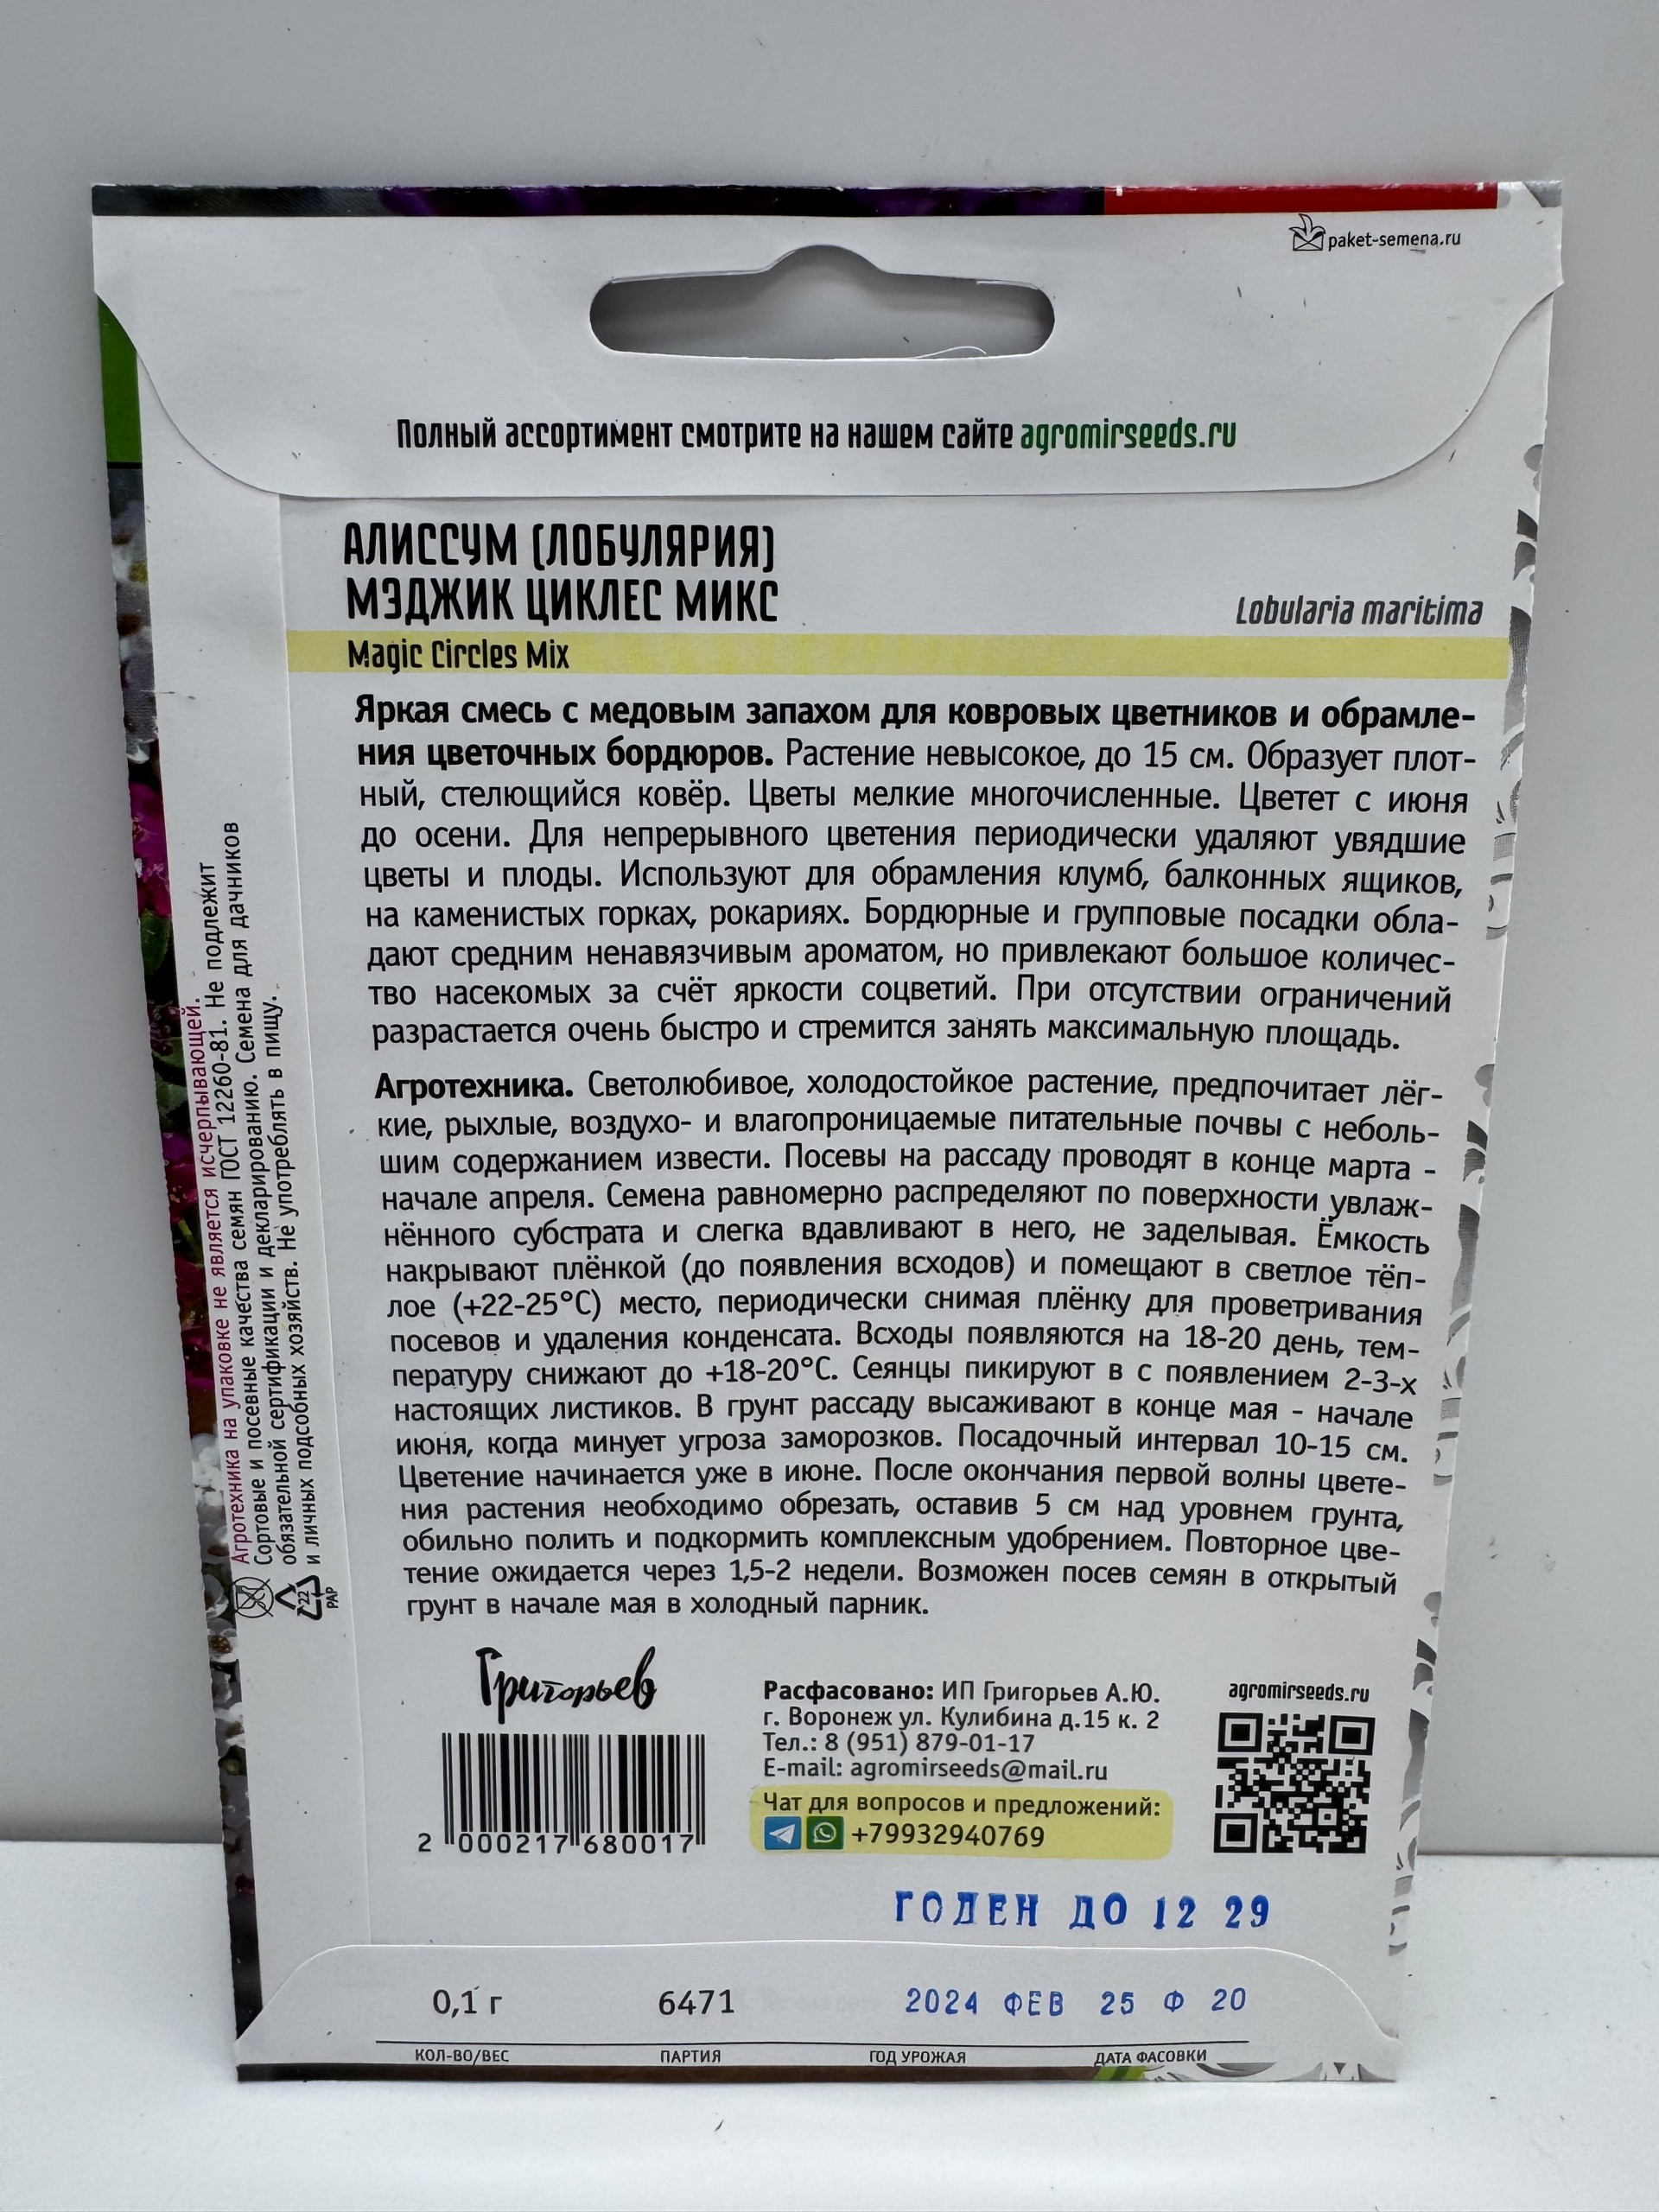 paket-semena.ru
Полный ассортимент смотрите на нашем сайте agromirseeds.ru
АЛИССУМ (ЛОБУЛЯРИЯ)
МЭДЖИК ЦИКЛЕС МИКС
Lobularia maritima
Magic Circles Mix
Яркая смесь с медовым запахом для ковровых цветников и обрамле-
ния цветочных бордюров. Растение невысокое, до 15 см. Образует плот-
ный, стелющийся ковёр. Цветы мелкие многочисленные. Цветет с июня
до осени. Для непрерывного цветения периодически удаляют увядшие
цветы и плоды. Используют для обрамления клумб, балконных ящиков,
на каменистых горках, рокариях. Бордюрные и групповые посадки обла-
дают средним ненавязчивым ароматом, но привлекают большое количес-
тво насекомых за счёт яркости соцветий. При отсутствии ограничений
разрастается очень быстро и стремится занять максимальную площадь.
Агротехника. Светолюбивое, холодостойкое растение, предпочитает лёг-
кие, рыхлые, воздухо- и влагопроницаемые питательные почвы с неболь-
шим содержанием извести. Посевы на рассаду проводят в конце марта -
начале апреля. Семена равномерно распределяют по поверхности увлаж-
нённого субстрата и слегка вдавливают в него, не заделывая. Ёмкость
накрывают плёнкой (до появления всходов) и помещают в светлое тёп-
лое (+22-25°С) место, периодически снимая плёнку для проветривания
посевов и удаления конденсата. Всходы появляются на 18-20 день, тем-
пературу снижают до +18-20°С. Сеянцы пикируют в с появлением 2-3-х
настоящих листиков. В грунт рассаду высаживают в конце мая - начале
июня, когда минует угроза заморозков. Посадочный интервал 10-15 см.
Цветение начинается уже в июне. После окончания первой волны цвете-
ния растения необходимо обрезать, оставив 5 см над уровнем грунта,
обильно полить и подкормить комплексным удобрением. Повторное цве-
тение ожидается через 1,5-2 недели. Возможен посев семян в открытый
грунт в начале мая в холодный парник.
Агротехника на упаковке не является исчерпывающей.
Сортовые и посевные качества семян ГОСТ 12260-81. Не подлежит
обязательной сертификации и декларированию. Семена для дачников
и личных подсобных хозяйств. Не употреблять в пищу.
22
PAP
Григорьев
2 000217 680017
Расфасовано: ИП Григорьев А.Ю.
г. Воронеж ул. Кулибина д.15 к. 2
Тел.: 8 (951) 879-01-17
E-mail: agromirseeds@mail.ru
Чат для вопросов и предложений:
+79932940769
agromirseeds.ru
ГОДЕН ДО 12 29
0,1 г 6471 2024 ФЕВ 25 Ф 20
КОЛ-ВО/ВЕС ПАРТИЯ ГОД УРОЖАЯ ДАТА ФАСОВКИ